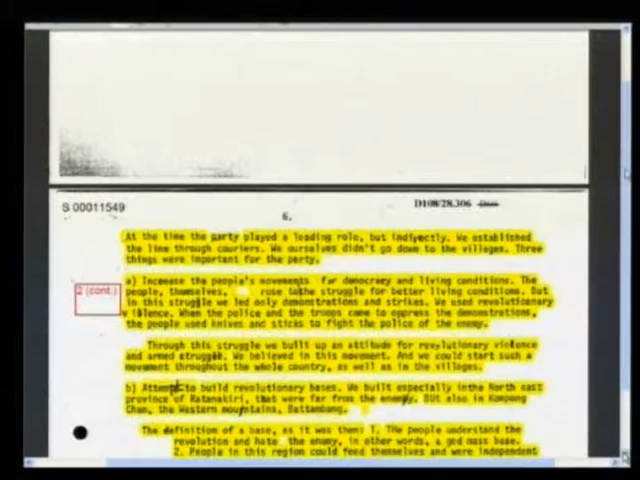 S 00011549
D108/28.306
6.
At the time the party played a leading role, but indiyectly. We established
the line through couriers. We ourselves didn't go down to the villages. Three
things were important for the party.
2 (cont.)
a) Increese the people's movements for democracy and living conditions. The
people, themselves, rose tothe struggle for better living conditions. But
in this struggle we led only demonstrations and strikes. We used revolutionary
violence. When the police and the troops came to oppress the demonstrations,
the people used knives and sticks to fight the police of the enemy.
Through this struggle we built up an attitude for revolutionary violence
and armed struggle. We believed in this movement. And we could start such a
movement throughout the whole country, as well as in the villages.
b) Attempt to build revolutionary bases. We built especially in the North east
province of Ratanakiri, that were far from the enemy. BUt also in Kompong
Chan, the Western mountains, Battambang.
The definition of a base, as it was them: 1. THe people understand the
revolution and hate the enemy, in other words, a god mass base.
2. People in this region could feed themselves and were independent